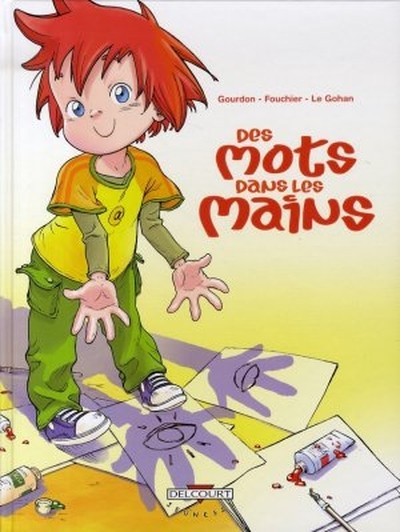 Gourdon - Fouchier - Le Gohan
DES
MOTS
DANS LES
MAINS
@
DELCOURT
JEUNESSE